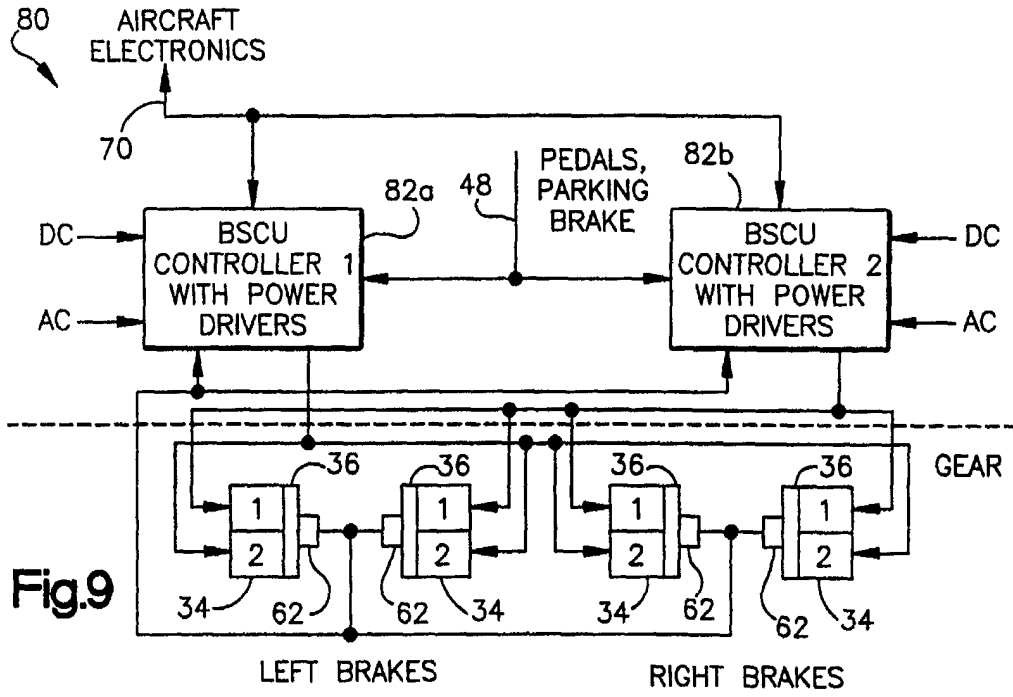 80
AIRCRAFT
ELECTRONICS
70
48
PEDALS,
PARKING
BRAKE
82a
82b
DC
AC
BSCU
CONTROLLER 1
WITH POWER
DRIVERS
BSCU
CONTROLLER 2
WITH POWER
DRIVERS
DC
AC
GEAR
36
36
36
36
1
2
1
2
1
2
1
2
34
62
62
34
34
62
62
34
Fig.9
LEFT BRAKES
RIGHT BRAKES